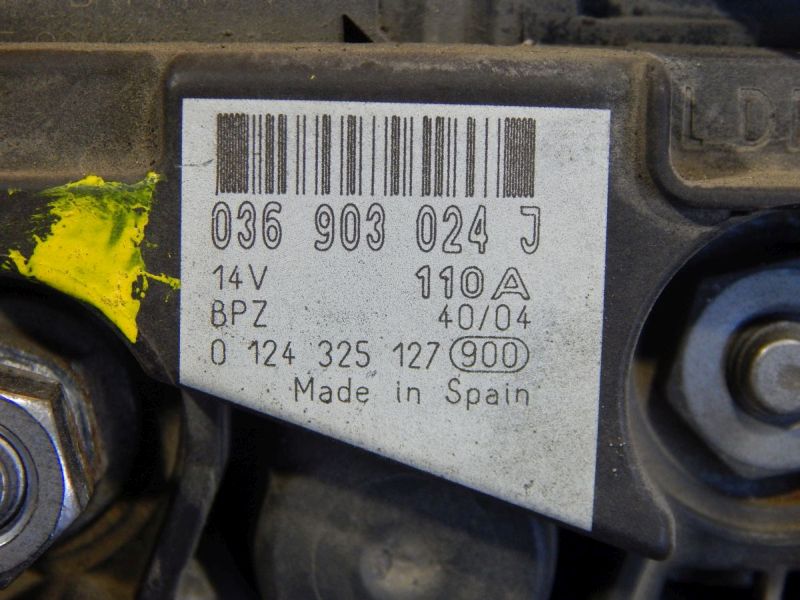 036 903 024 J
14V 110A
BPZ 40/04
0 124 325 127 900
Made in Spain